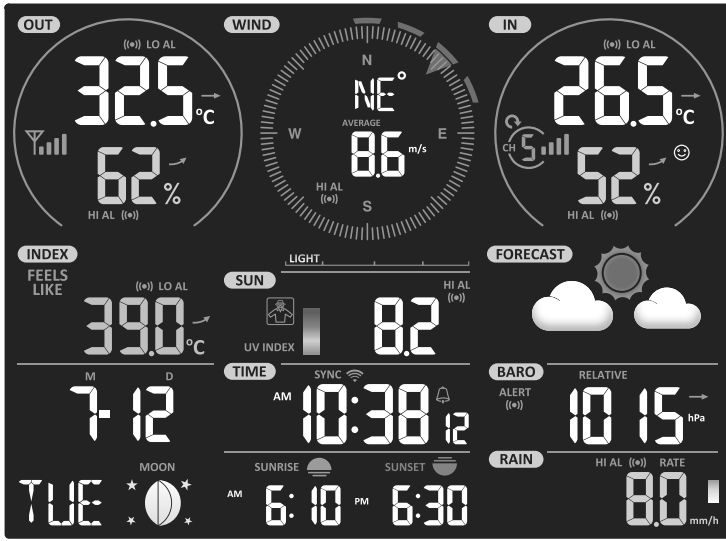 OUT
LO AL
32.5 °C
62 %
HI AL
WIND
N
NE°
W
AVERAGE
E
8.6 m/s
HI AL
S
IN
LO AL
26.5 °C
CH 5
52 %
HI AL
INDEX
FEELS
LIKE
LO AL
39.0 °C
LIGHT
SUN
HI AL
UV INDEX
8.2
FORECAST
M D
7-12
TUE
MOON
TIME
SYNC
AM 10:38 12
SUNRISE SUNSET
AM 6:10 PM 6:30
BARO
RELATIVE
ALERT
1015 hPa
RAIN
HI AL RATE
8.0 mm/h